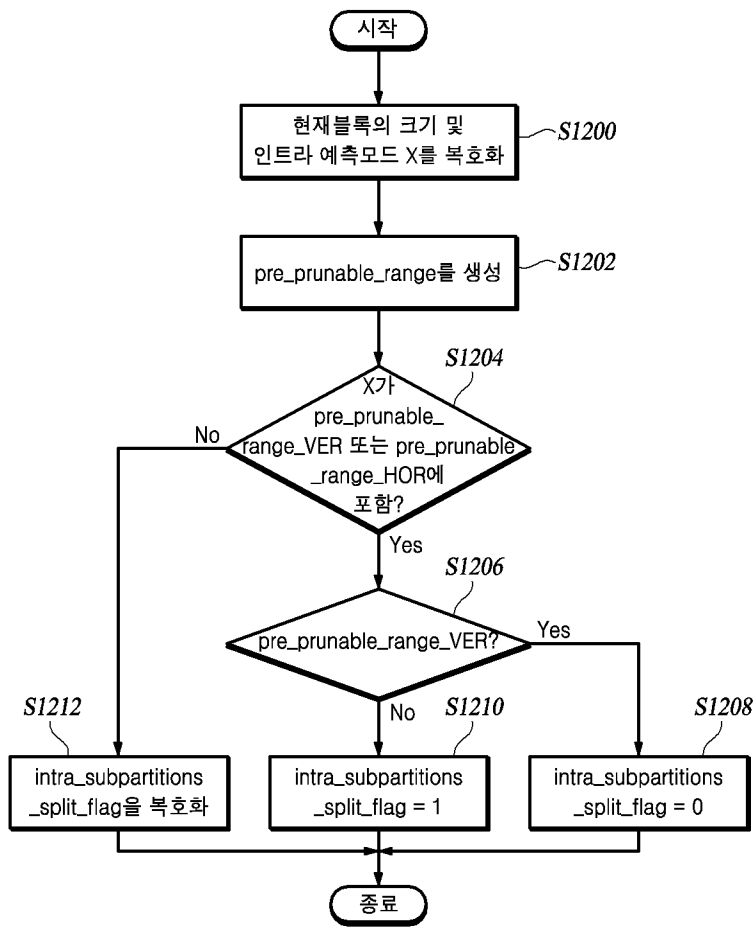 시작
현재블록의 크기 및
인트라 예측모드 X를 복호화
S1200
pre_prunable_range를 생성
S1202
S1204
X가
pre_prunable_
range_VER 또는 pre_prunable
_range_HOR에
포함?
No
Yes
S1206
pre_prunable_range_VER?
Yes
No
S1212
intra_subpartitions
_split_flag을 복호화
S1210
intra_subpartitions
_split_flag = 1
S1208
intra_subpartitions
_split_flag = 0
종료